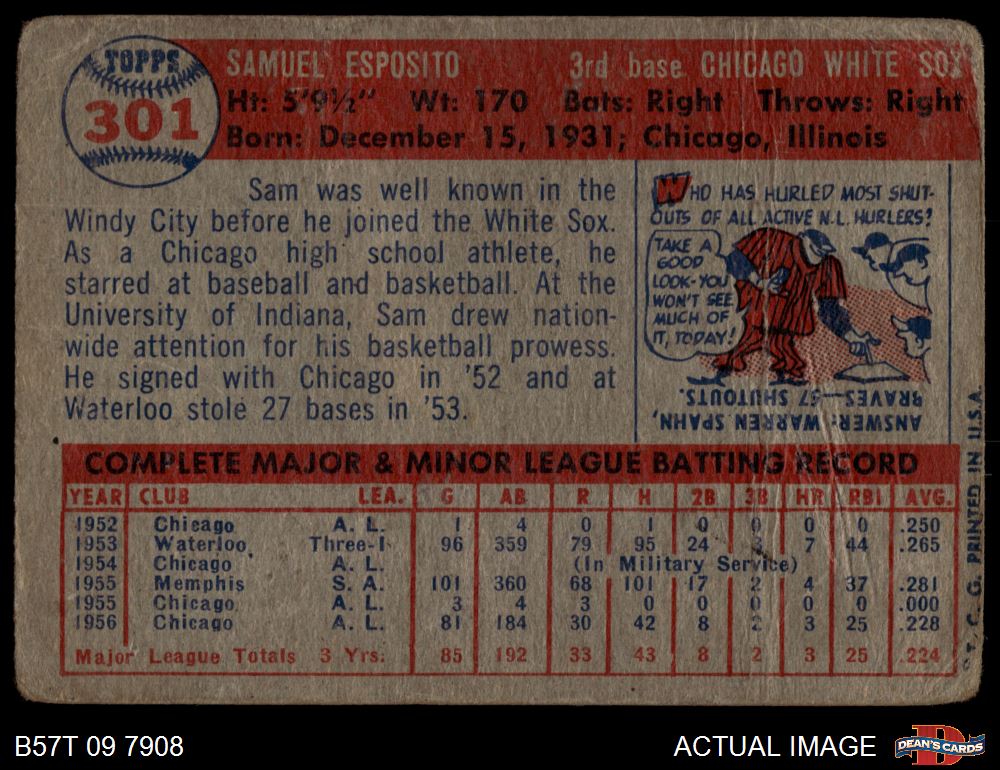 TOPPS
301
SAMUEL ESPOSITO 3rd base CHICAGO WHITE SOX
Ht: 5'9½" Wt: 170 Bats: Right Throws: Right
Born: December 15, 1931; Chicago, Illinois
Sam was well known in the
Windy City before he joined the White Sox.
As a Chicago high school athlete, he
starred at baseball and basketball. At the
University of Indiana, Sam drew nation-
wide attention for his basketball prowess.
He signed with Chicago in '52 and at
Waterloo stole 27 bases in '53.
WHO HAS HURLED MOST SHUT-
OUTS OF ALL ACTIVE N.L. HURLERS?
TAKE A
GOOD
LOOK-YOU
WON'T SEE
MUCH OF
IT, TODAY!
ANSWER: WARREN SPAHN,
BRAVES—57 SHUTOUTS.
COMPLETE MAJOR & MINOR LEAGUE BATTING RECORD
YEAR CLUB LEA. G AB R H 2B 3B HR RBI AVG.
1952 Chicago A. L. 1 4 0 1 0 0 0 0 .250
1953 Waterloo Three-I 96 359 79 95 24 3 7 44 .265
1954 Chicago A. L. (In Military Service)
1955 Memphis S. A. 101 360 68 101 17 2 4 37 .281
1955 Chicago A. L. 3 4 3 0 0 0 0 0 .000
1956 Chicago A. L. 81 184 30 42 8 2 3 25 .228
Major League Totals 3 Yrs. 85 192 33 43 8 2 3 25 .224
© T. C. G. PRINTED IN U.S.A.
B57T 09 7908
ACTUAL IMAGE
D
DEAN'S CARDS